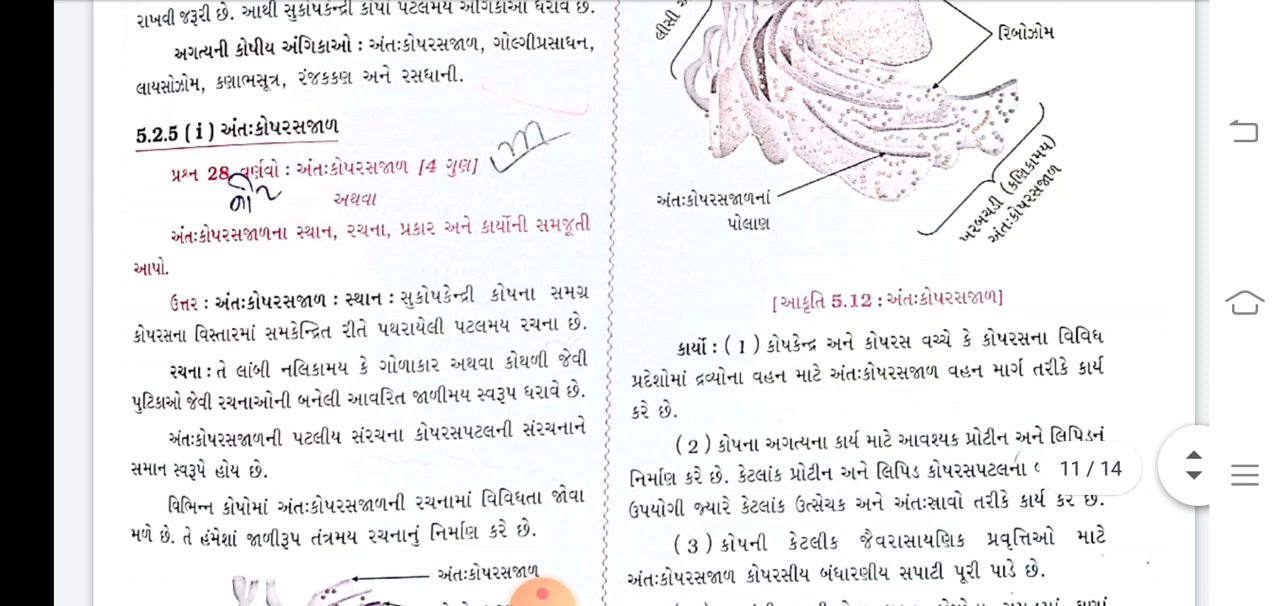 રાખવી જરૂરી છે. આથી સુકોષકેન્દ્રી કોષો પટલમય અંગિકાઓ ધરાવે છે.
અગત્યની કોષીય અંગિકાઓ : અંતઃકોષરસજાળ, ગોલ્ગીપ્રસાધન,
લાયસોઝોમ, કણાભસૂત્ર, રંજકકણ અને રસધાની.
5.2.5 (i) અંતઃકોષરસજાળ
પ્રશ્ન 28. વર્ણવો : અંતઃકોષરસજાળ [4 ગુણ]
અથવા
અંતઃકોષરસજાળના સ્થાન, રચના, પ્રકાર અને કાર્યોની સમજૂતી
આપો.
ઉત્તર : અંતઃકોષરસજાળ : સ્થાન : સુકોષકેન્દ્રી કોષના સમગ્ર
કોષરસના વિસ્તારમાં સમકેન્દ્રિત રીતે પથરાયેલી પટલમય રચના છે.
રચના : તે લાંબી નલિકામય કે ગોળાકાર અથવા કોથળી જેવી
પુટિકાઓ જેવી રચનાઓની બનેલી આવરિત જાળીમય સ્વરૂપ ધરાવે છે.
અંતઃકોષરસજાળની પટલીય સંરચના કોષરસપટલની સંરચનાને
સમાન સ્વરૂપે હોય છે.
વિભિન્ન કોષોમાં અંતઃકોષરસજાળની રચનામાં વિવિધતા જોવા
મળે છે. તે હંમેશાં જાળીરૂપ તંત્રમય રચનાનું નિર્માણ કરે છે.
અંતઃકોષરસજાળ
લીસી
રિબોઝોમ
અંતઃકોષરસજાળનાં
પોલાણ
ખરબચડી (કણિકામય)
અંતઃકોષરસજાળ
[આકૃતિ 5.12 : અંતઃકોષરસજાળ]
કાર્યો : (1) કોષકેન્દ્ર અને કોષરસ વચ્ચે કે કોષરસના વિવિધ
પ્રદેશોમાં દ્રવ્યોના વહન માટે અંતઃકોષરસજાળ વહન માર્ગ તરીકે કાર્ય
કરે છે.
(2) કોષના અગત્યના કાર્ય માટે આવશ્યક પ્રોટીન અને લિપિડનં
નિર્માણ કરે છે. કેટલાંક પ્રોટીન અને લિપિડ કોષરસપટલના
ઉપયોગી જ્યારે કેટલાંક ઉત્સેચક અને અંતઃસ્રાવો તરીકે કાર્ય કરે છે.
(3) કોષની કેટલીક જૈવરાસાયણિક પ્રવૃત્તિઓ માટે
અંતઃકોષરસજાળ કોષરસીય બંધારણીય સપાટી પૂરી પાડે છે.
11 / 14